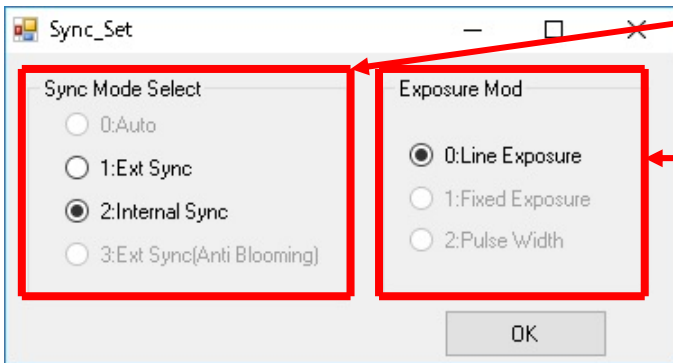 Sync_Set
Sync Mode Select
0:Auto
1:Ext Sync
2:Internal Sync
3:Ext Sync(Anti Blooming)
Exposure Mod
0:Line Exposure
1:Fixed Exposure
2:Pulse Width
OK